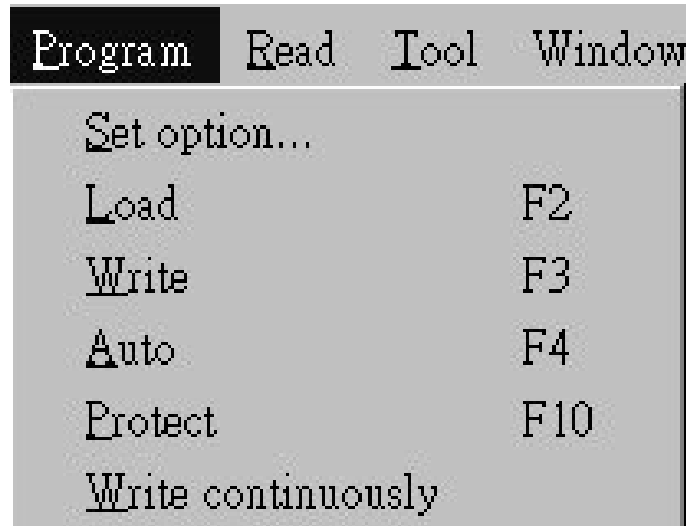 Program Read Tool Window
Set option...
Load F2
Write F3
Auto F4
Protect F10
Write continuously